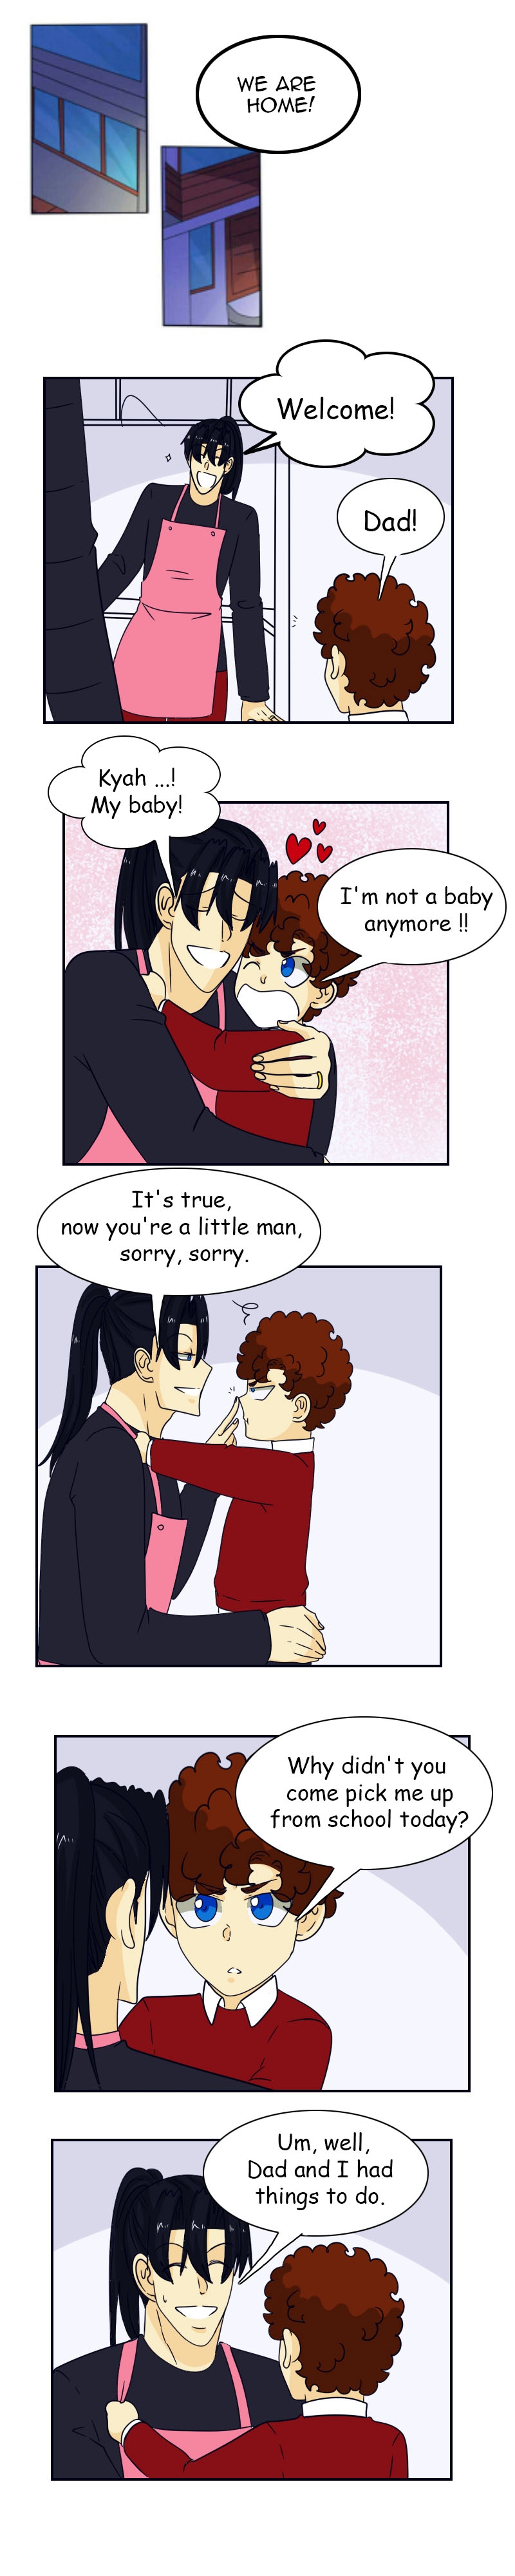 WE ARE
HOME!
Welcome!
Dad!
Kyah ...!
My baby!
I'm not a baby
anymore !!
It's true,
now you're a little man,
sorry, sorry.
Why didn't you
come pick me up
from school today?
Um, well,
Dad and I had
things to do.